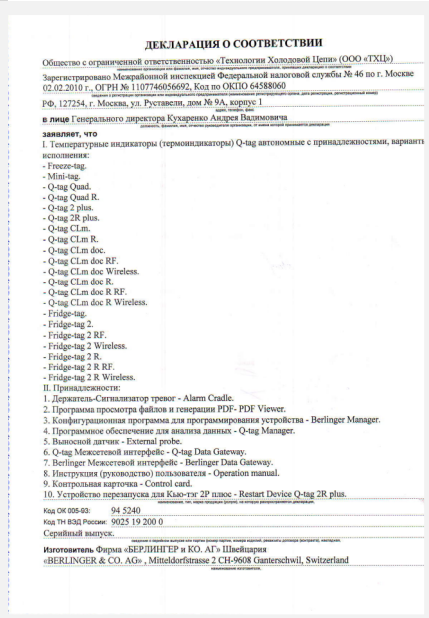 ДЕКЛАРАЦИЯ О СООТВЕТСТВИИ
Общество с ограниченной ответственностью «Технологии Холодовой Цепи» (ООО «ТХЦ»)
Зарегистрировано Межрайонной инспекцией Федеральной налоговой службы № 46 по г. Москве
02.02.2010 г., ОГРН № 1107746056692, Код по ОКПО 64588060
РФ, 127254, г. Москва, ул. Руставели, дом № 9А, корпус 1
адрес, телефон, факс
в лице Генерального директора Кухаренко Андрея Вадимовича
заявляет, что
I. Температурные индикаторы (термоиндикаторы) Q-tag автономные с принадлежностями, вариант
исполнения:
- Freeze-tag.
- Mini-tag.
- Q-tag Quad.
- Q-tag Quad R.
- Q-tag 2 plus.
- Q-tag 2R plus.
- Q-tag CLm.
- Q-tag CLm R.
- Q-tag CLm doc.
- Q-tag CLm doc RF.
- Q-tag CLm doc Wireless.
- Q-tag CLm doc R.
- Q-tag CLm doc R RF.
- Q-tag CLm doc R Wireless.
- Fridge-tag.
- Fridge-tag 2.
- Fridge-tag 2 RF.
- Fridge-tag 2 Wireless.
- Fridge-tag 2 R.
- Fridge-tag 2 R RF.
- Fridge-tag 2 R Wireless.
II. Принадлежности:
1. Держатель-Сигнализатор тревог - Alarm Cradle.
2. Программа просмотра файлов и генерации PDF- PDF Viewer.
3. Конфигурационная программа для программирования устройства - Berlinger Manager.
4. Программное обеспечение для анализа данных - Q-tag Manager.
5. Выносной датчик - External probe.
6. Q-tag Межсетевой интерфейс - Q-tag Data Gateway.
7. Berlinger Межсетевой интерфейс - Berlinger Data Gateway.
8. Инструкция (руководство) пользователя - Operation manual.
9. Контрольная карточка - Control card.
10. Устройство перезапуска для Кью-тэг 2Р плюс - Restart Device Q-tag 2R plus.
Код ОК 005-93: 94 5240
Код ТН ВЭД России: 9025 19 200 0
Серийный выпуск.
Изготовитель Фирма «БЕРЛИНГЕР и КО. АГ» Швейцария
«BERLINGER & CO. AG» , Mitteldorfstrasse 2 CH-9608 Ganterschwil, Switzerland
наименование изготовителя,